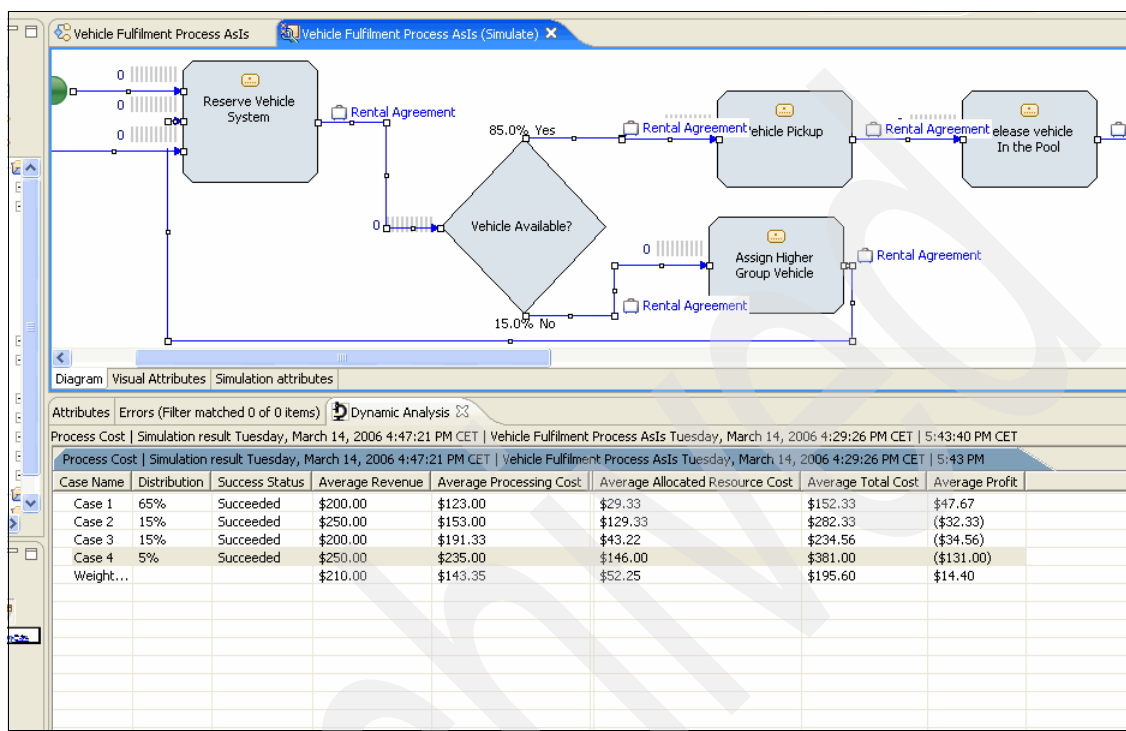 Vehicle Fulfilment Process AsIs
Vehicle Fulfilment Process AsIs (Simulate)
0
0
0
Reserve Vehicle
System
Rental Agreement
85.0% Yes
Rental Agreement
ehicle Pickup
Rental Agreement
elease vehicle
In the Pool
0
Vehicle Available?
0
Assign Higher
Group Vehicle
Rental Agreement
Rental Agreement
15.0% No
Diagram Visual Attributes Simulation attributes
Attributes Errors (Filter matched 0 of 0 items) Dynamic Analysis
Process Cost | Simulation result Tuesday, March 14, 2006 4:47:21 PM CET | Vehicle Fulfilment Process AsIs Tuesday, March 14, 2006 4:29:26 PM CET | 5:43:40 PM CET
Process Cost | Simulation result Tuesday, March 14, 2006 4:47:21 PM CET | Vehicle Fulfilment Process AsIs Tuesday, March 14, 2006 4:29:26 PM CET | 5:43 PM
Case Name Distribution Success Status Average Revenue Average Processing Cost Average Allocated Resource Cost Average Total Cost Average Profit
Case 1 65% Succeeded $200.00 $123.00 $29.33 $152.33 $47.67
Case 2 15% Succeeded $250.00 $153.00 $129.33 $282.33 ($32.33)
Case 3 15% Succeeded $200.00 $191.33 $43.22 $234.56 ($34.56)
Case 4 5% Succeeded $250.00 $235.00 $146.00 $381.00 ($131.00)
Weight... $210.00 $143.35 $52.25 $195.60 $14.40